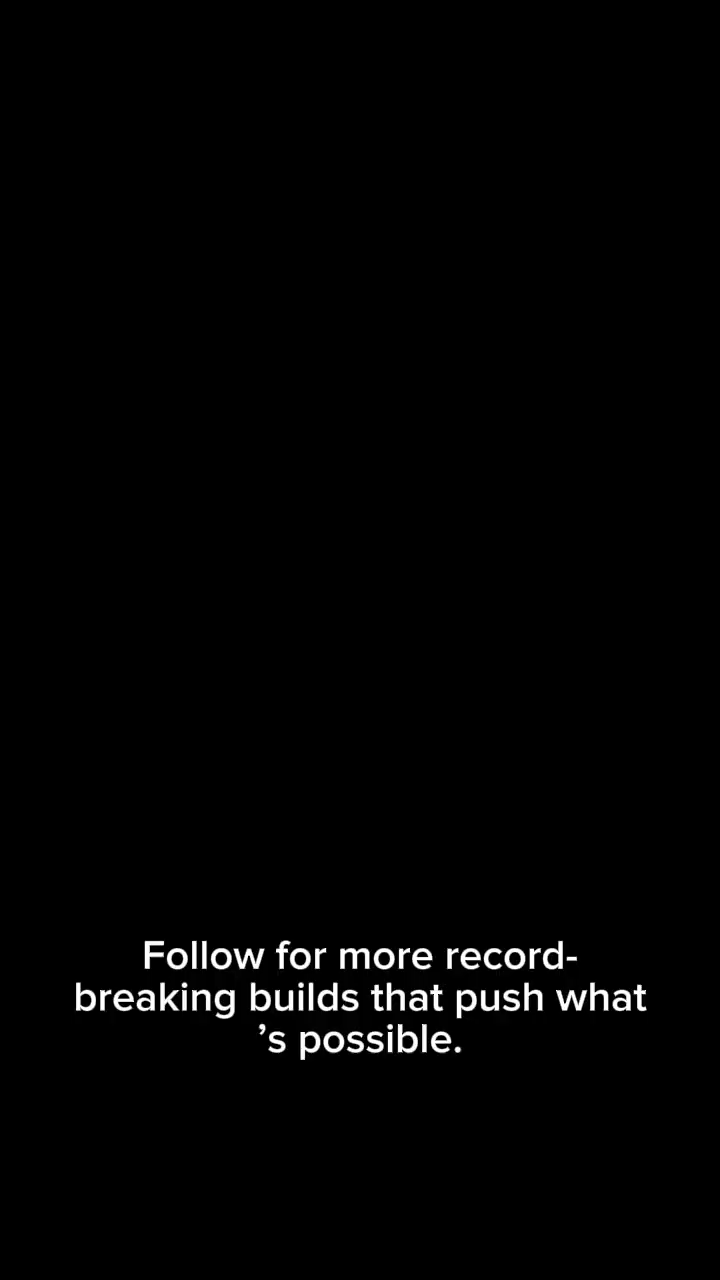 Follow for more record-
breaking builds that push what
’s possible.